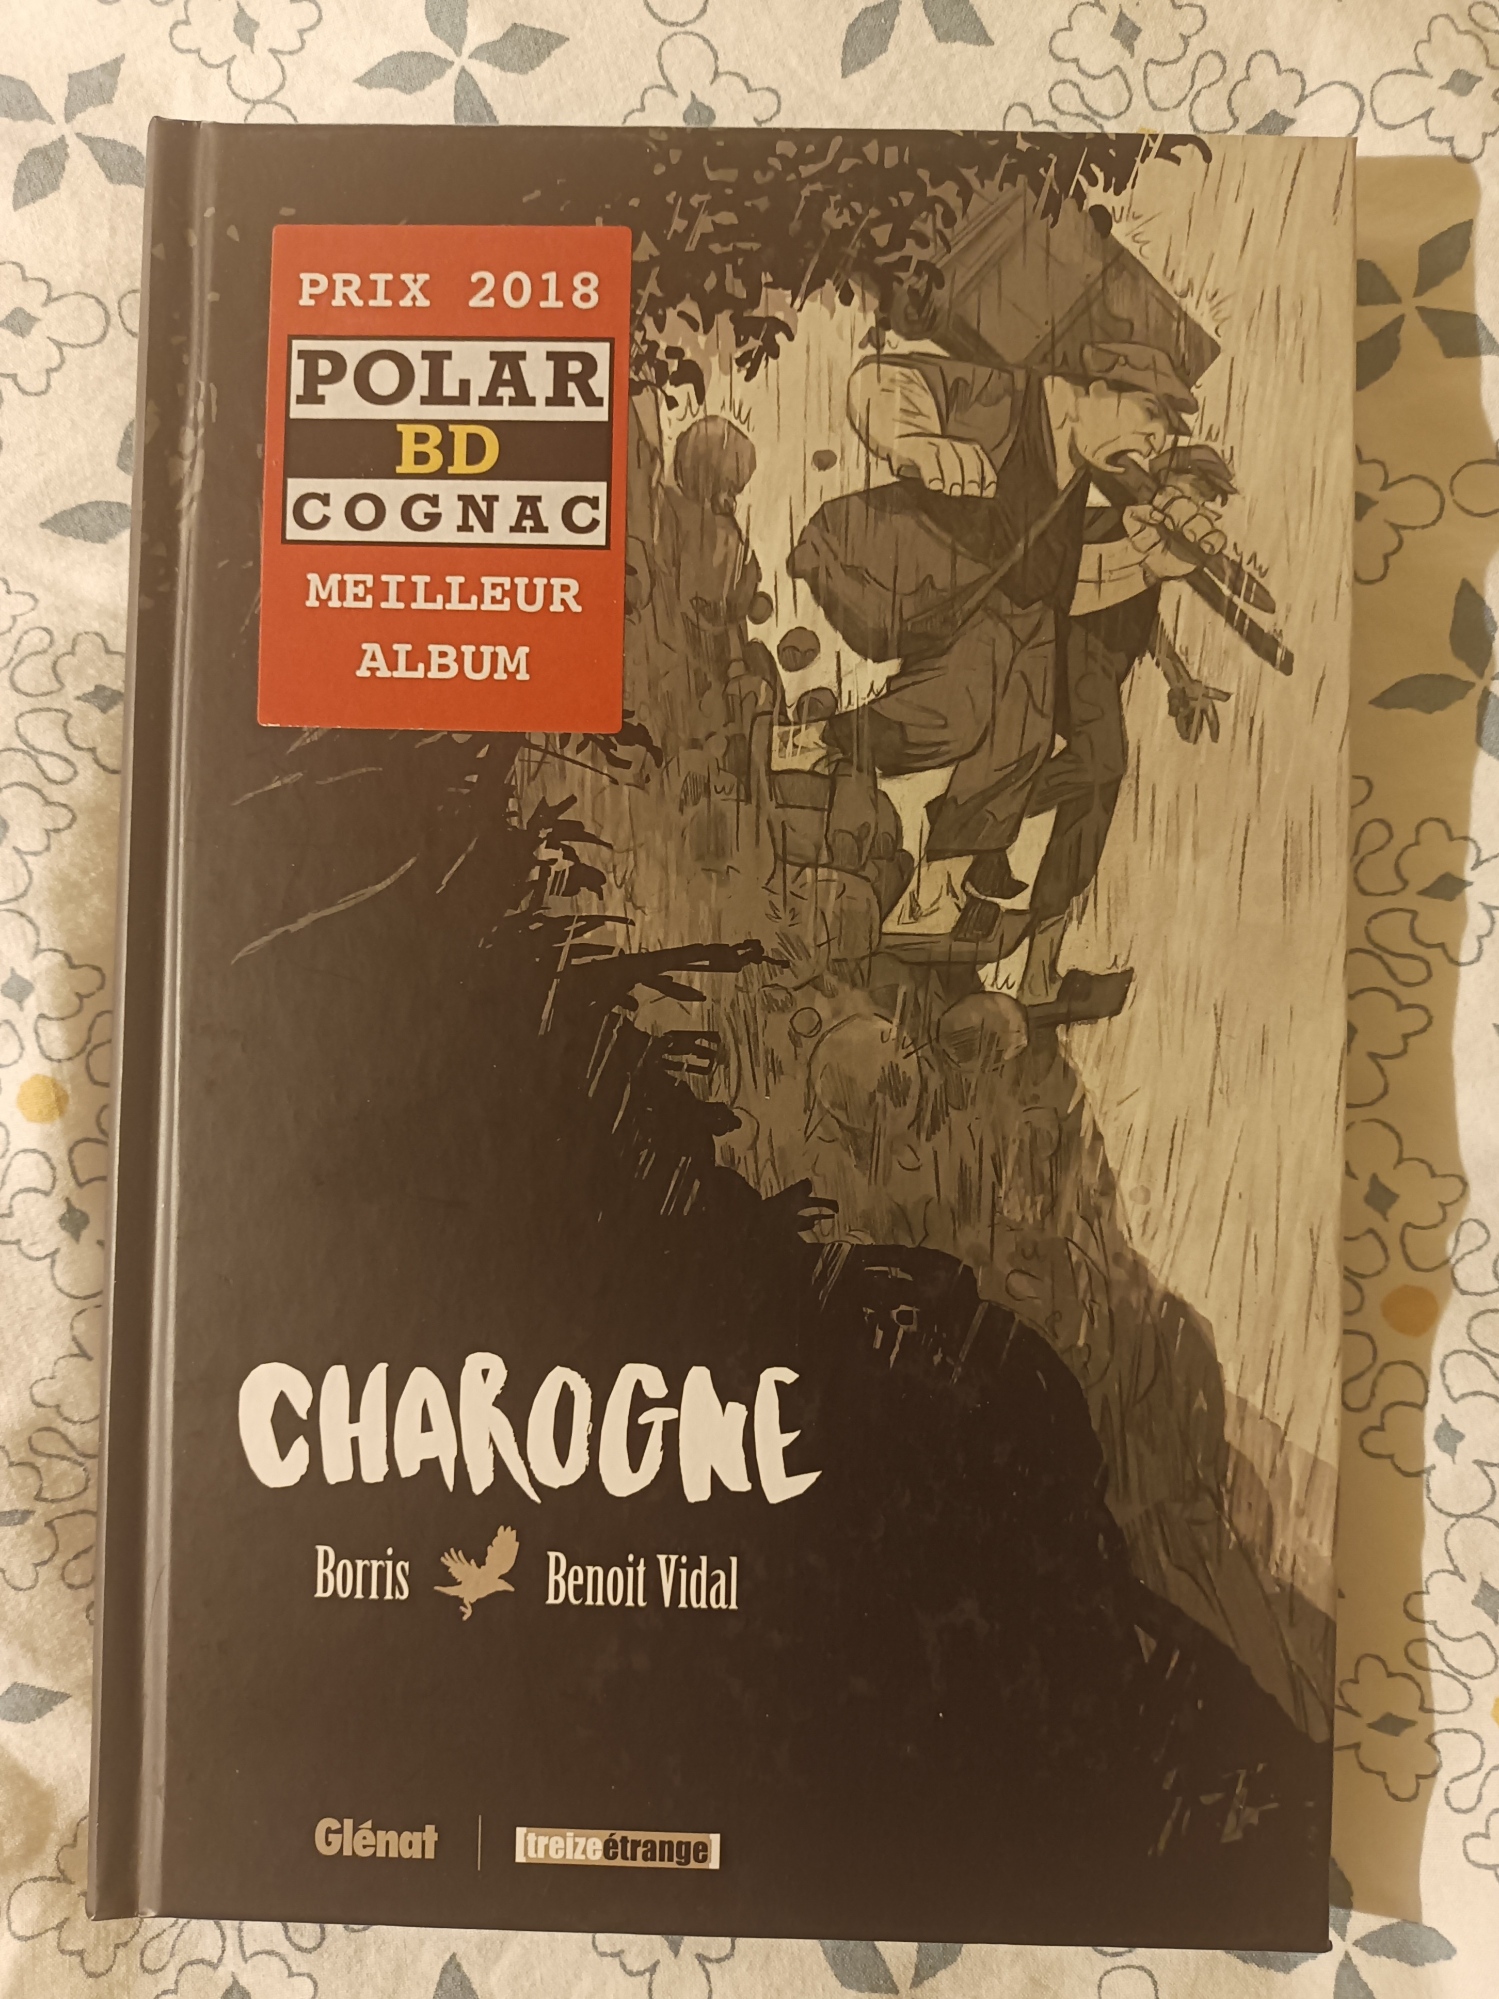 PRIX 2018
POLAR
BD
COGNAC
MEILLEUR
ALBUM
CHAROGNE
Borris Benoit Vidal
Glénat [treizeétrange]